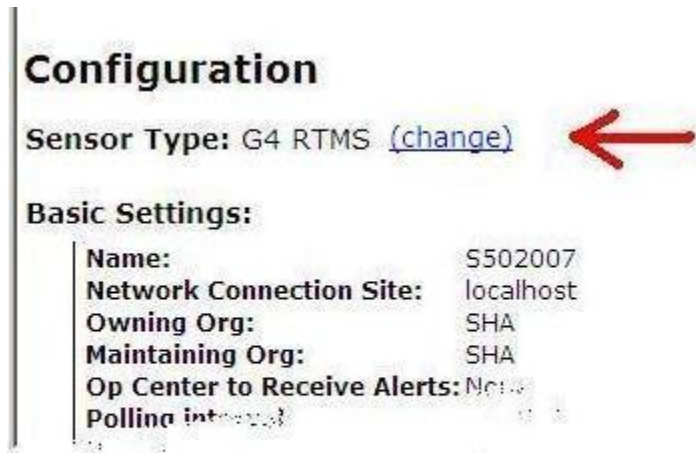 Configuration
Sensor Type: G4 RTMS (change)
Basic Settings:
Name: S502007
Network Connection Site: localhost
Owning Org: SHA
Maintaining Org: SHA
Op Center to Receive Alerts:
Polling